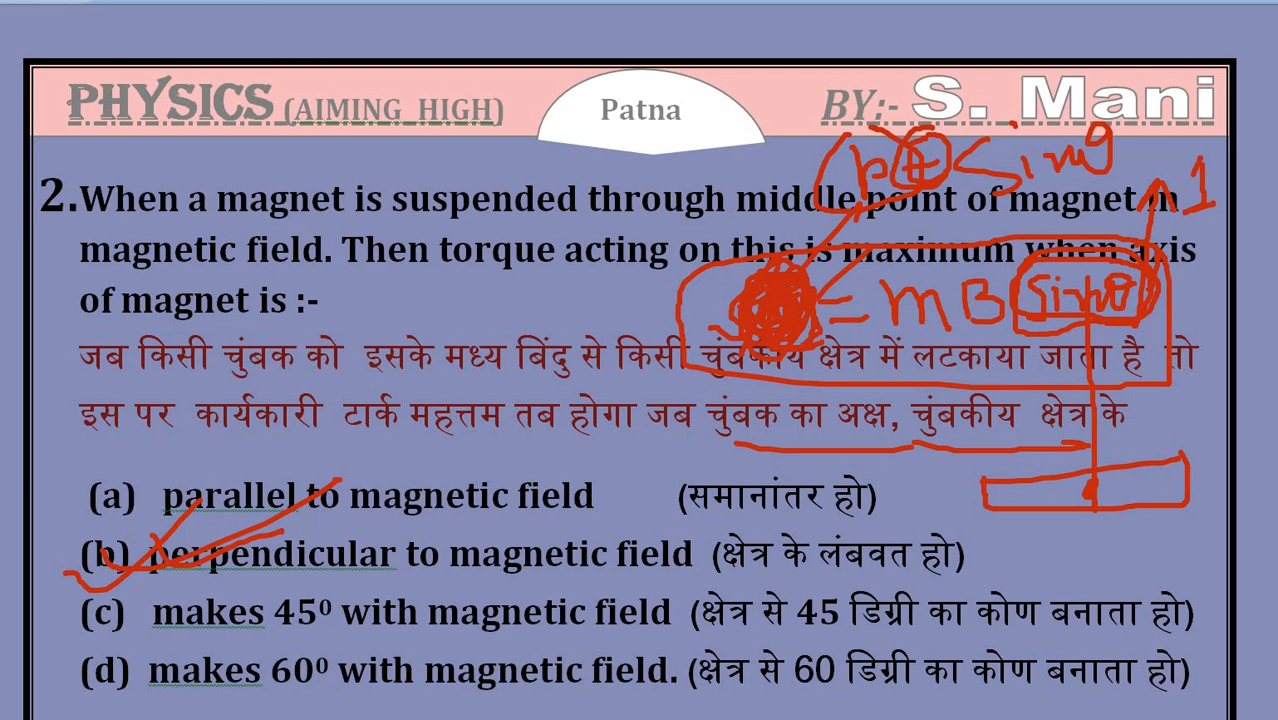 PHYSICS (AIMING HIGH) Patna BY:- S. Mani
2. When a magnet is suspended through middle point of magnet in
magnetic field. Then torque acting on this is maximum when axis
of magnet is :-
= MB Sinθ
1
जब किसी चुंबक को इसके मध्य बिंदु से किसी चुंबकीय क्षेत्र में लटकाया जाता है तो
इस पर कार्यकारी टार्क महत्तम तब होगा जब चुंबक का अक्ष, चुंबकीय क्षेत्र के
(a) parallel to magnetic field (समानांतर हो)
(b) perpendicular to magnetic field (क्षेत्र के लंबवत हो)
(c) makes 45⁰ with magnetic field (क्षेत्र से 45 डिग्री का कोण बनाता हो)
(d) makes 60⁰ with magnetic field. (क्षेत्र से 60 डिग्री का कोण बनाता हो)